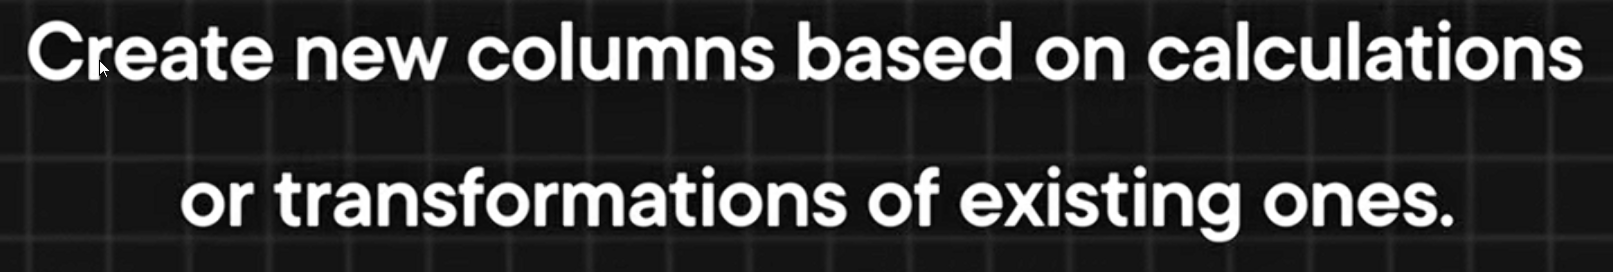 Create new columns based on calculations
or transformations of existing ones.